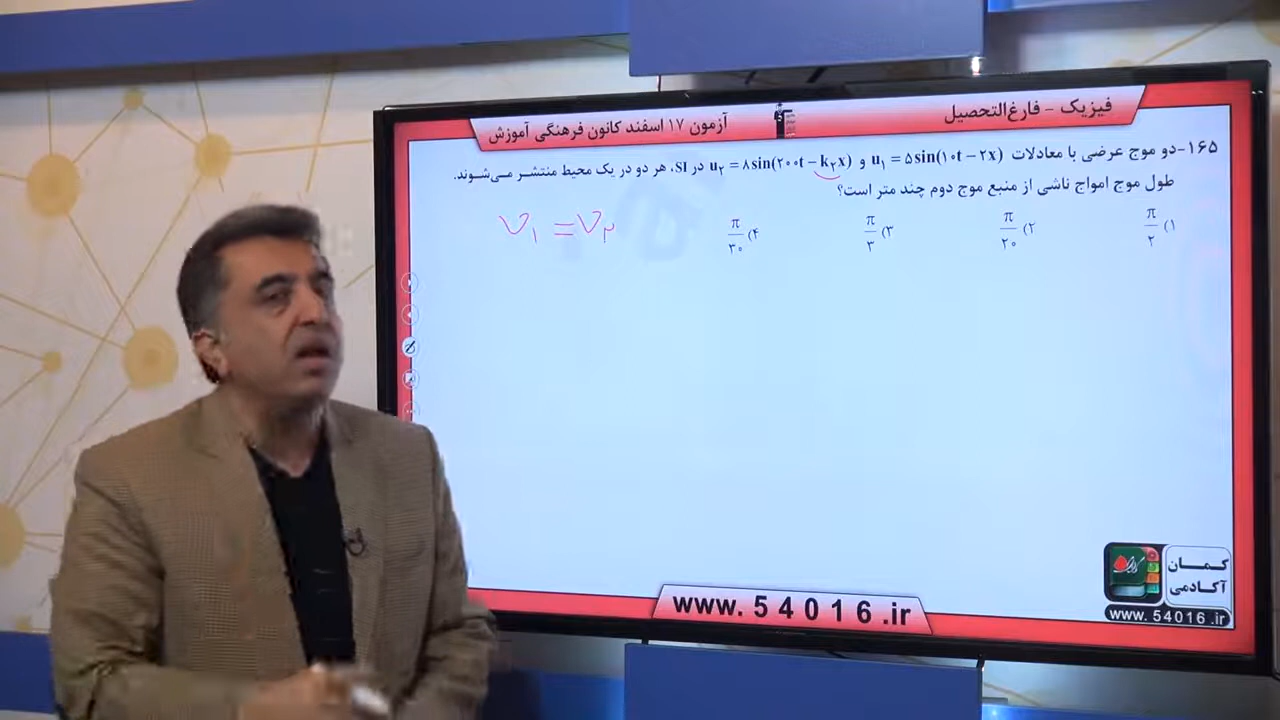 فیزیک - فارغ‌التحصیل
آزمون ۱۷ اسفند کانون فرهنگی آموزش
۱۶۵-دو موج عرضی با معادلات u₁ = ۵sin(۱۰t - ۲x) و u₂ = ۸sin(۲۰۰t - k₂x) در SI، هر دو در یک محیط منتشر می‌شوند.
طول موج امواج ناشی از منبع موج دوم چند متر است؟
۱) π/۲ ۲) π/۲۰ ۳) π/۳ ۴) π/۳۰
V₁ = V₂
کمان
آکادمی
www. 54016 .ir
www. 54016 .ir